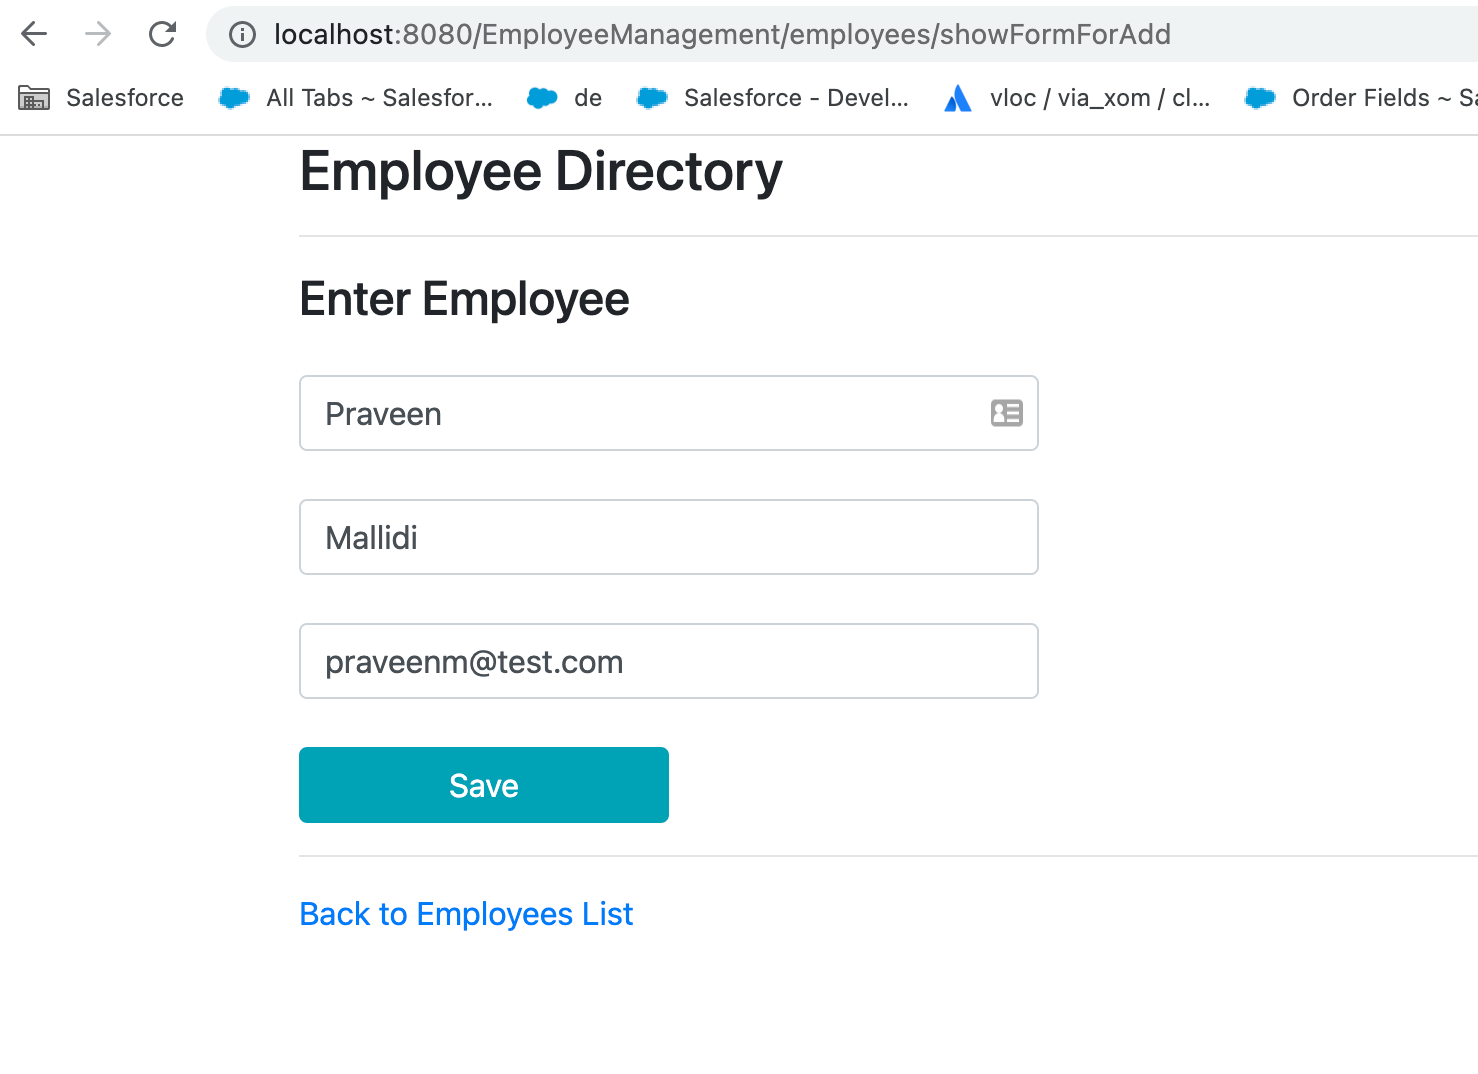 localhost:8080/EmployeeManagement/employees/showFormForAdd
Salesforce All Tabs ~ Salesfor... de Salesforce - Devel... vloc / via_xom / cl... Order Fields ~ Sa
Employee Directory
Enter Employee
Praveen
Mallidi
praveenm@test.com
Save
Back to Employees List